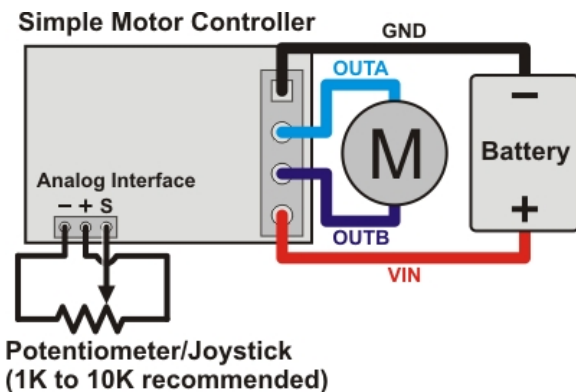 Simple Motor Controller
GND
OUTA
M
−
Battery
+
Analog Interface
− + S
OUTB
VIN
Potentiometer/Joystick
(1K to 10K recommended)